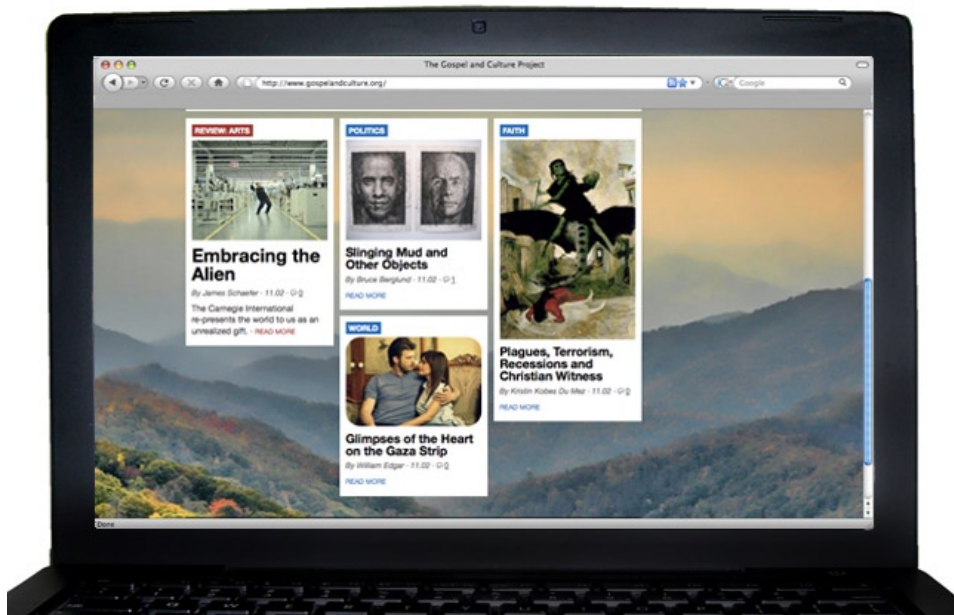 The Gospel and Culture Project
http://www.gospelandculture.org/
Google
REVIEW: ARTS
Embracing the
Alien
By James Schaefer · 11.02 · 0
The Carnegie International
re-presents the world to us as an
unrealized gift. · READ MORE
POLITICS
Slinging Mud and
Other Objects
By Bruce Berglund · 11.02 · 1
READ MORE
WORLD
Glimpses of the Heart
on the Gaza Strip
By William Edgar · 11.02 · 0
READ MORE
FAITH
Plagues, Terrorism,
Recessions and
Christian Witness
By Kristin Kobes Du Mez · 11.02 · 0
READ MORE
Done